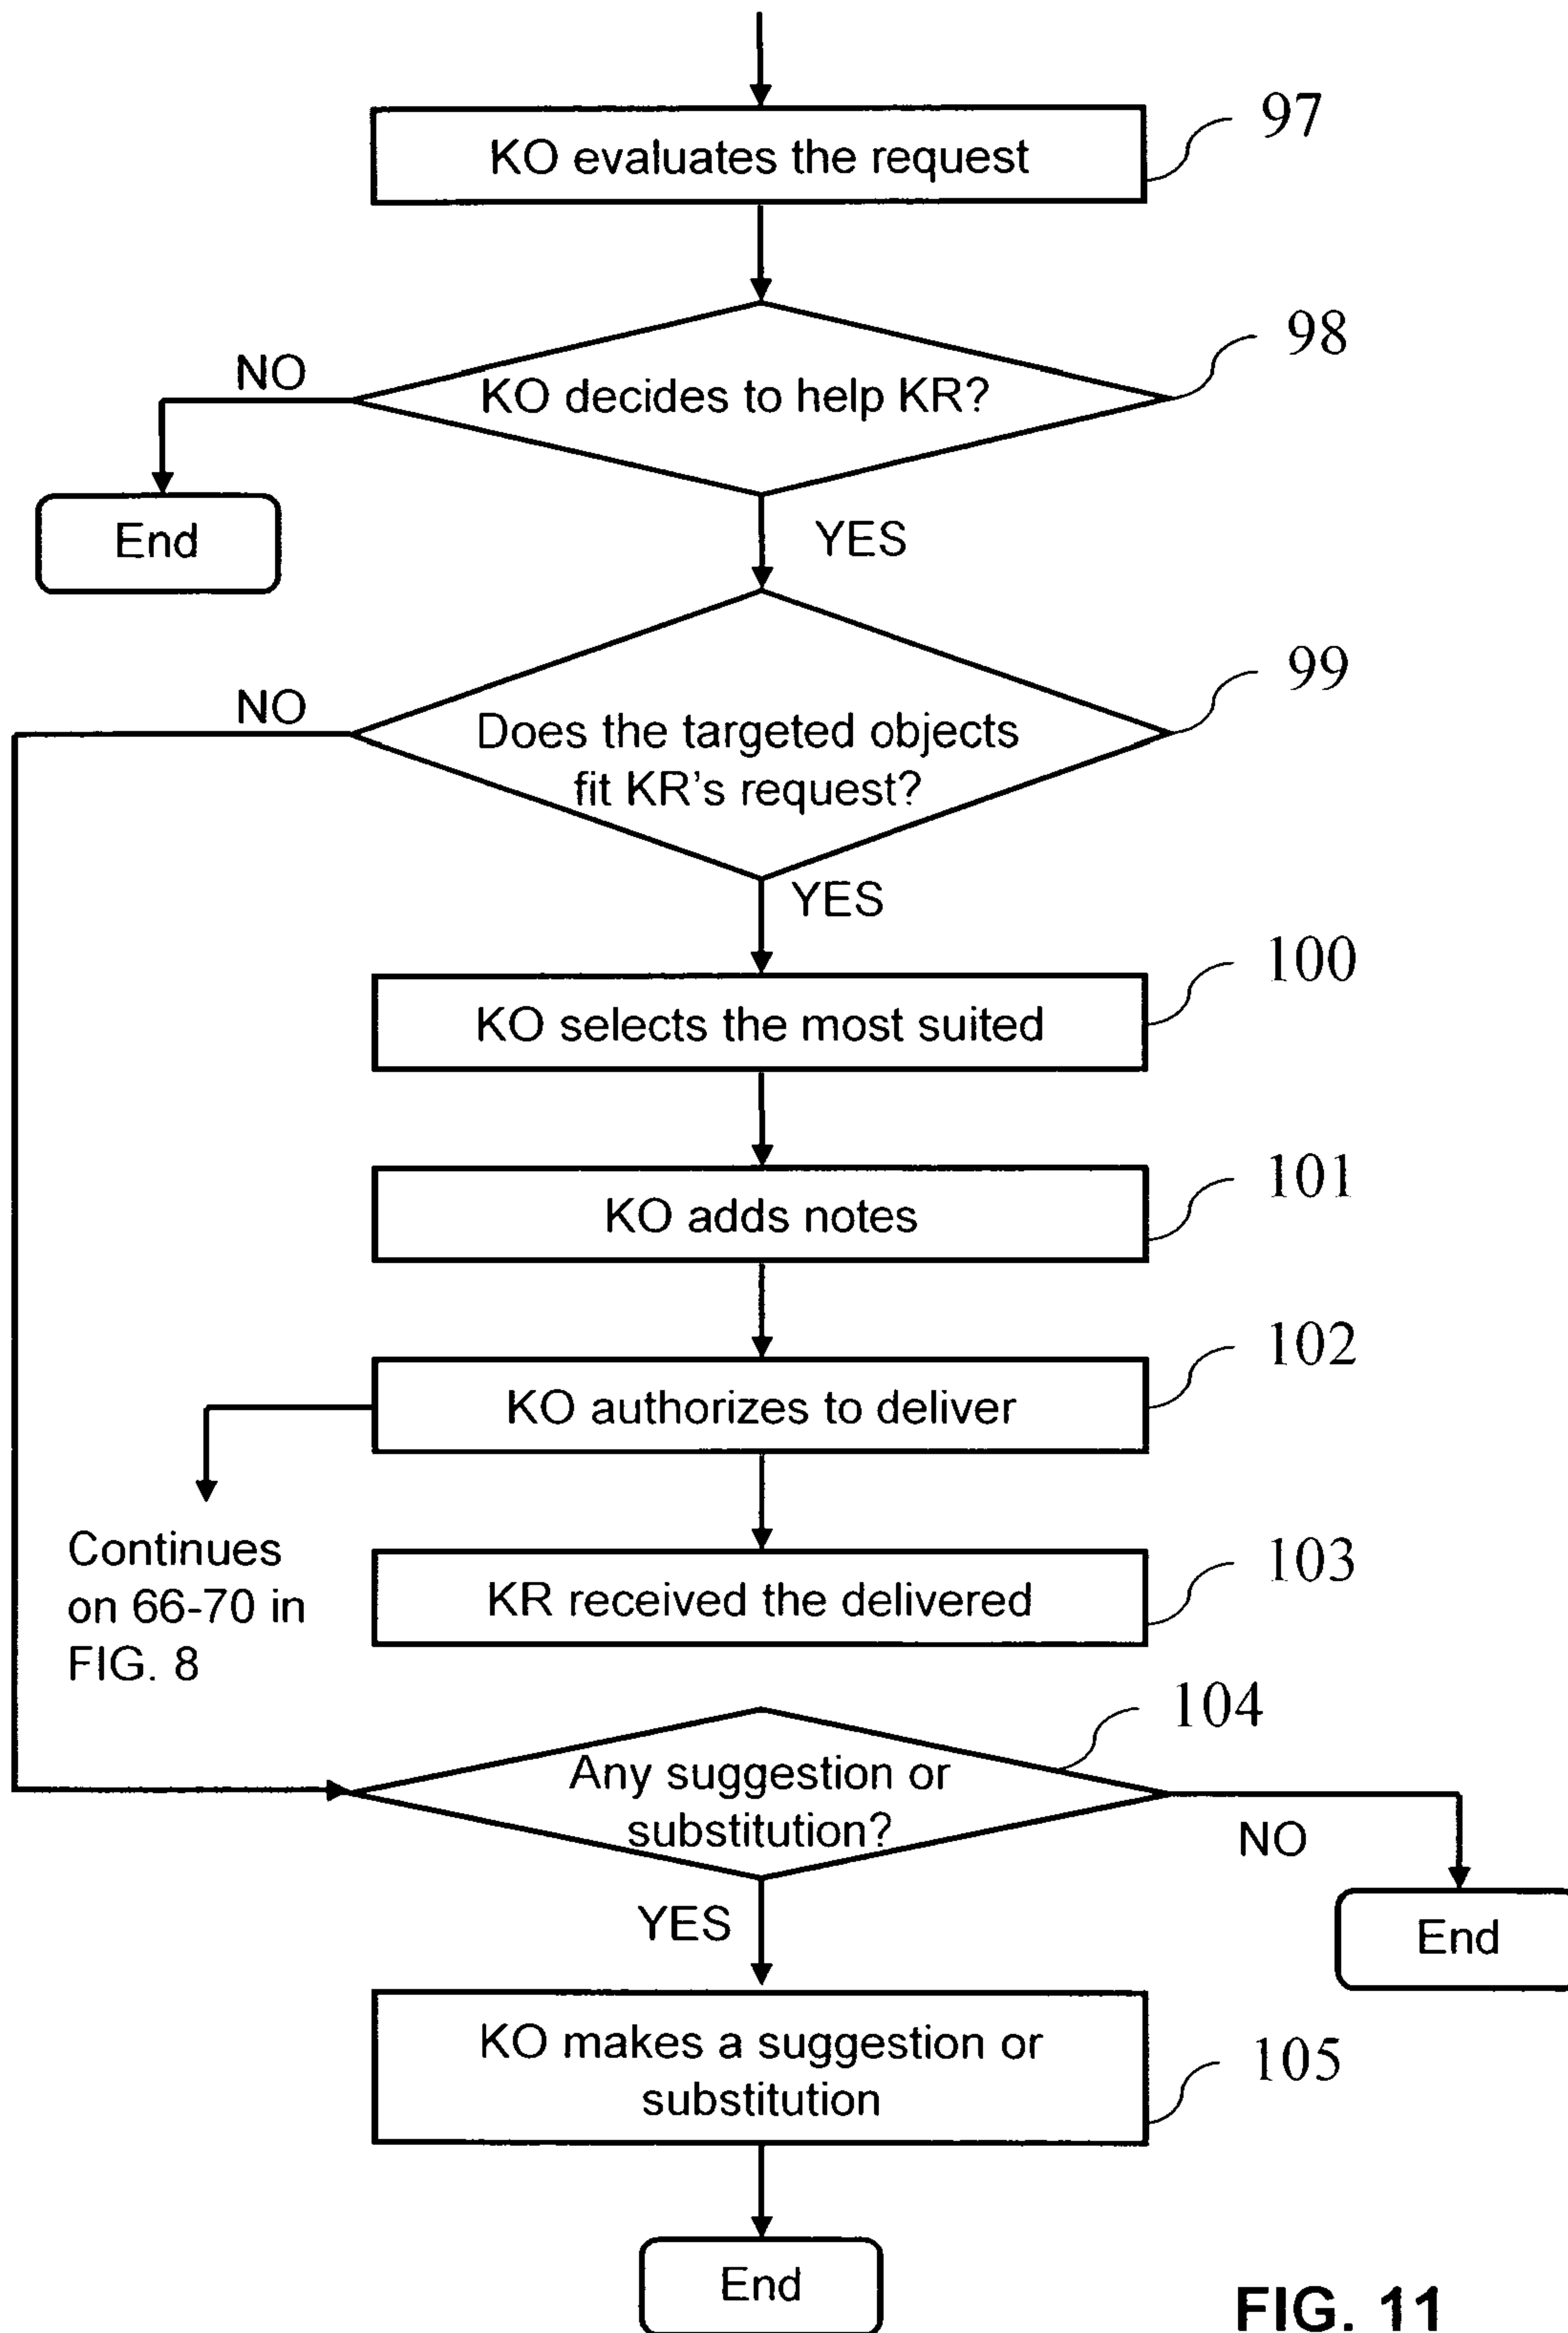 KO evaluates the request
97
KO decides to help KR?
98
NO
End
YES
Does the targeted objects
fit KR's request?
99
NO
YES
KO selects the most suited
100
KO adds notes
101
KO authorizes to deliver
102
Continues
on 66-70 in
FIG. 8
KR received the delivered
103
Any suggestion or
substitution?
104
NO
End
YES
KO makes a suggestion or
substitution
105
End
FIG. 11